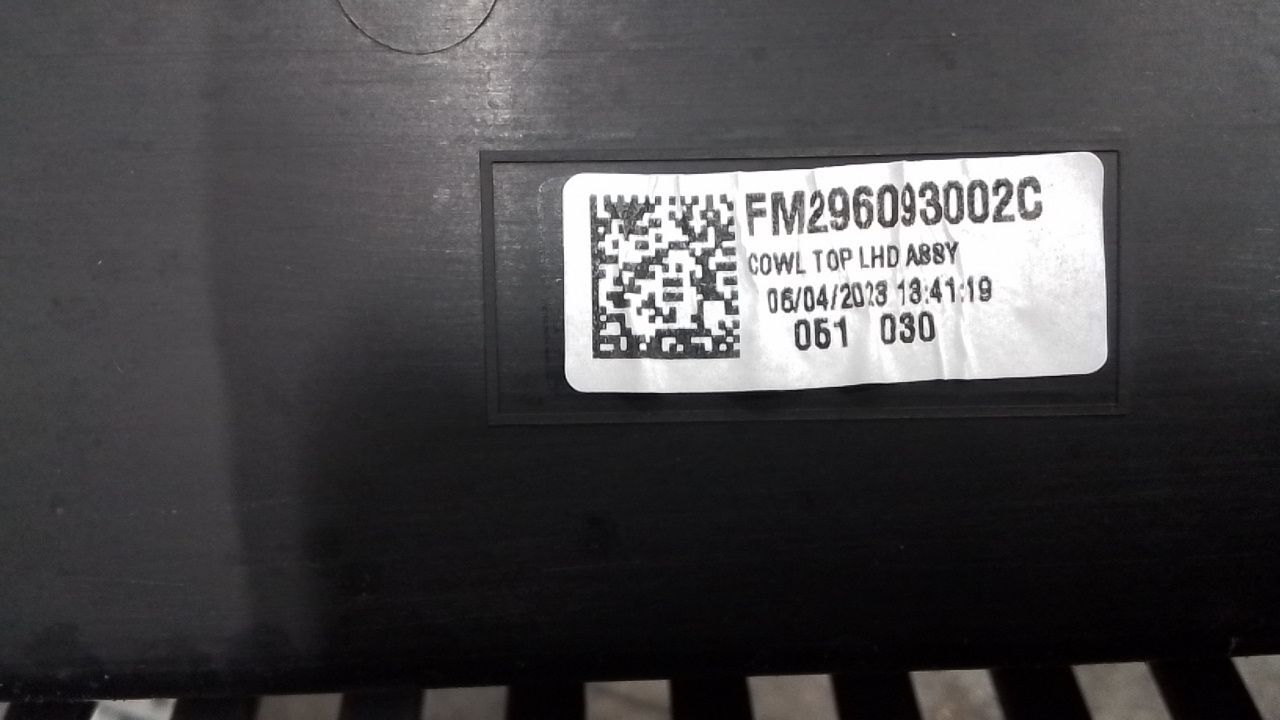 FM296093002C
COWL TOP LHD ASSY
06/04/2023 13:41:19
051 030